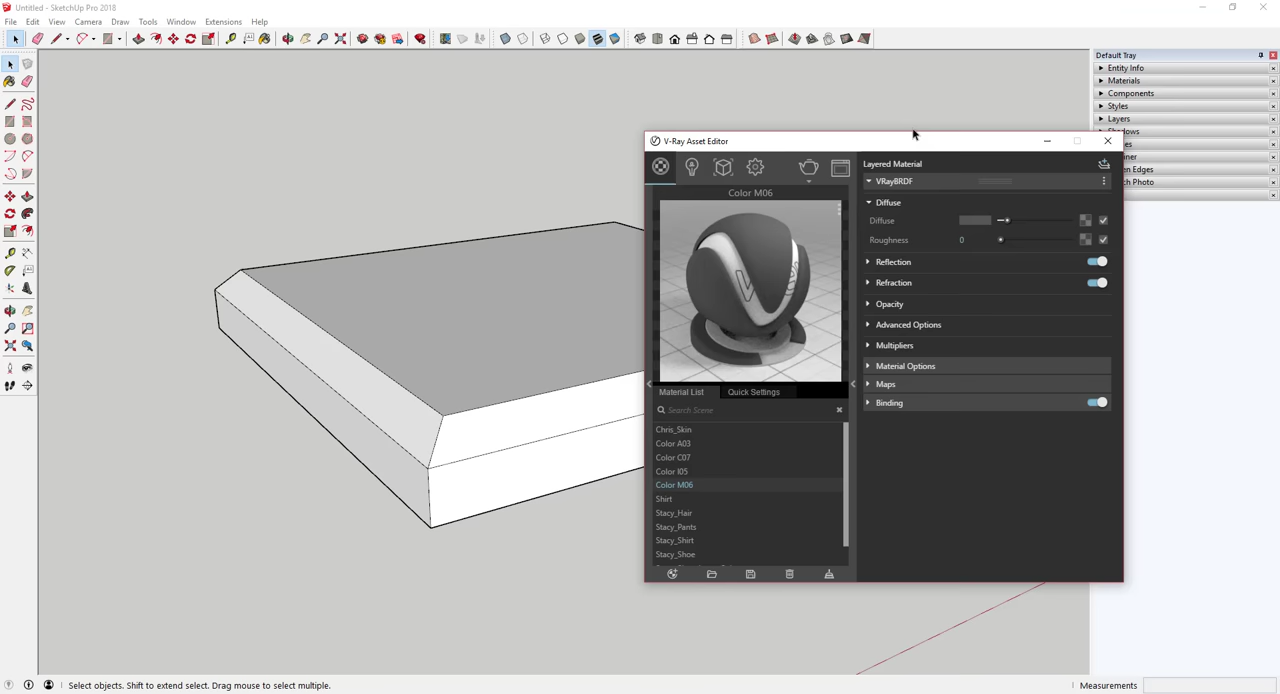 Untitled - SketchUp Pro 2018
File Edit View Camera Draw Tools Window Extensions Help
Default Tray
Entity Info
Materials
Components
Styles
Layers
V-Ray Asset Editor
Color M06
Material List Quick Settings
Search Scene
Chris_Skin
Color A03
Color C07
Color I05
Color M06
Shirt
Stacy_Hair
Stacy_Pants
Stacy_Shirt
Stacy_Shoe
Layered Material
VRayBRDF
Diffuse
Diffuse
Roughness 0
Reflection
Refraction
Opacity
Advanced Options
Multipliers
Material Options
Maps
Binding
Select objects. Shift to extend select. Drag mouse to select multiple.
Measurements